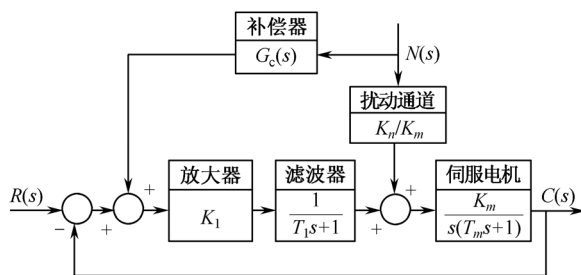 补偿器
G_c(s)
N(s)
扰动通道
K_n/K_m
R(s)
−
+
+
+
放大器
K_1
滤波器
1
T_1s+1
+
+
+
伺服电机
K_m
s(T_ms+1)
C(s)